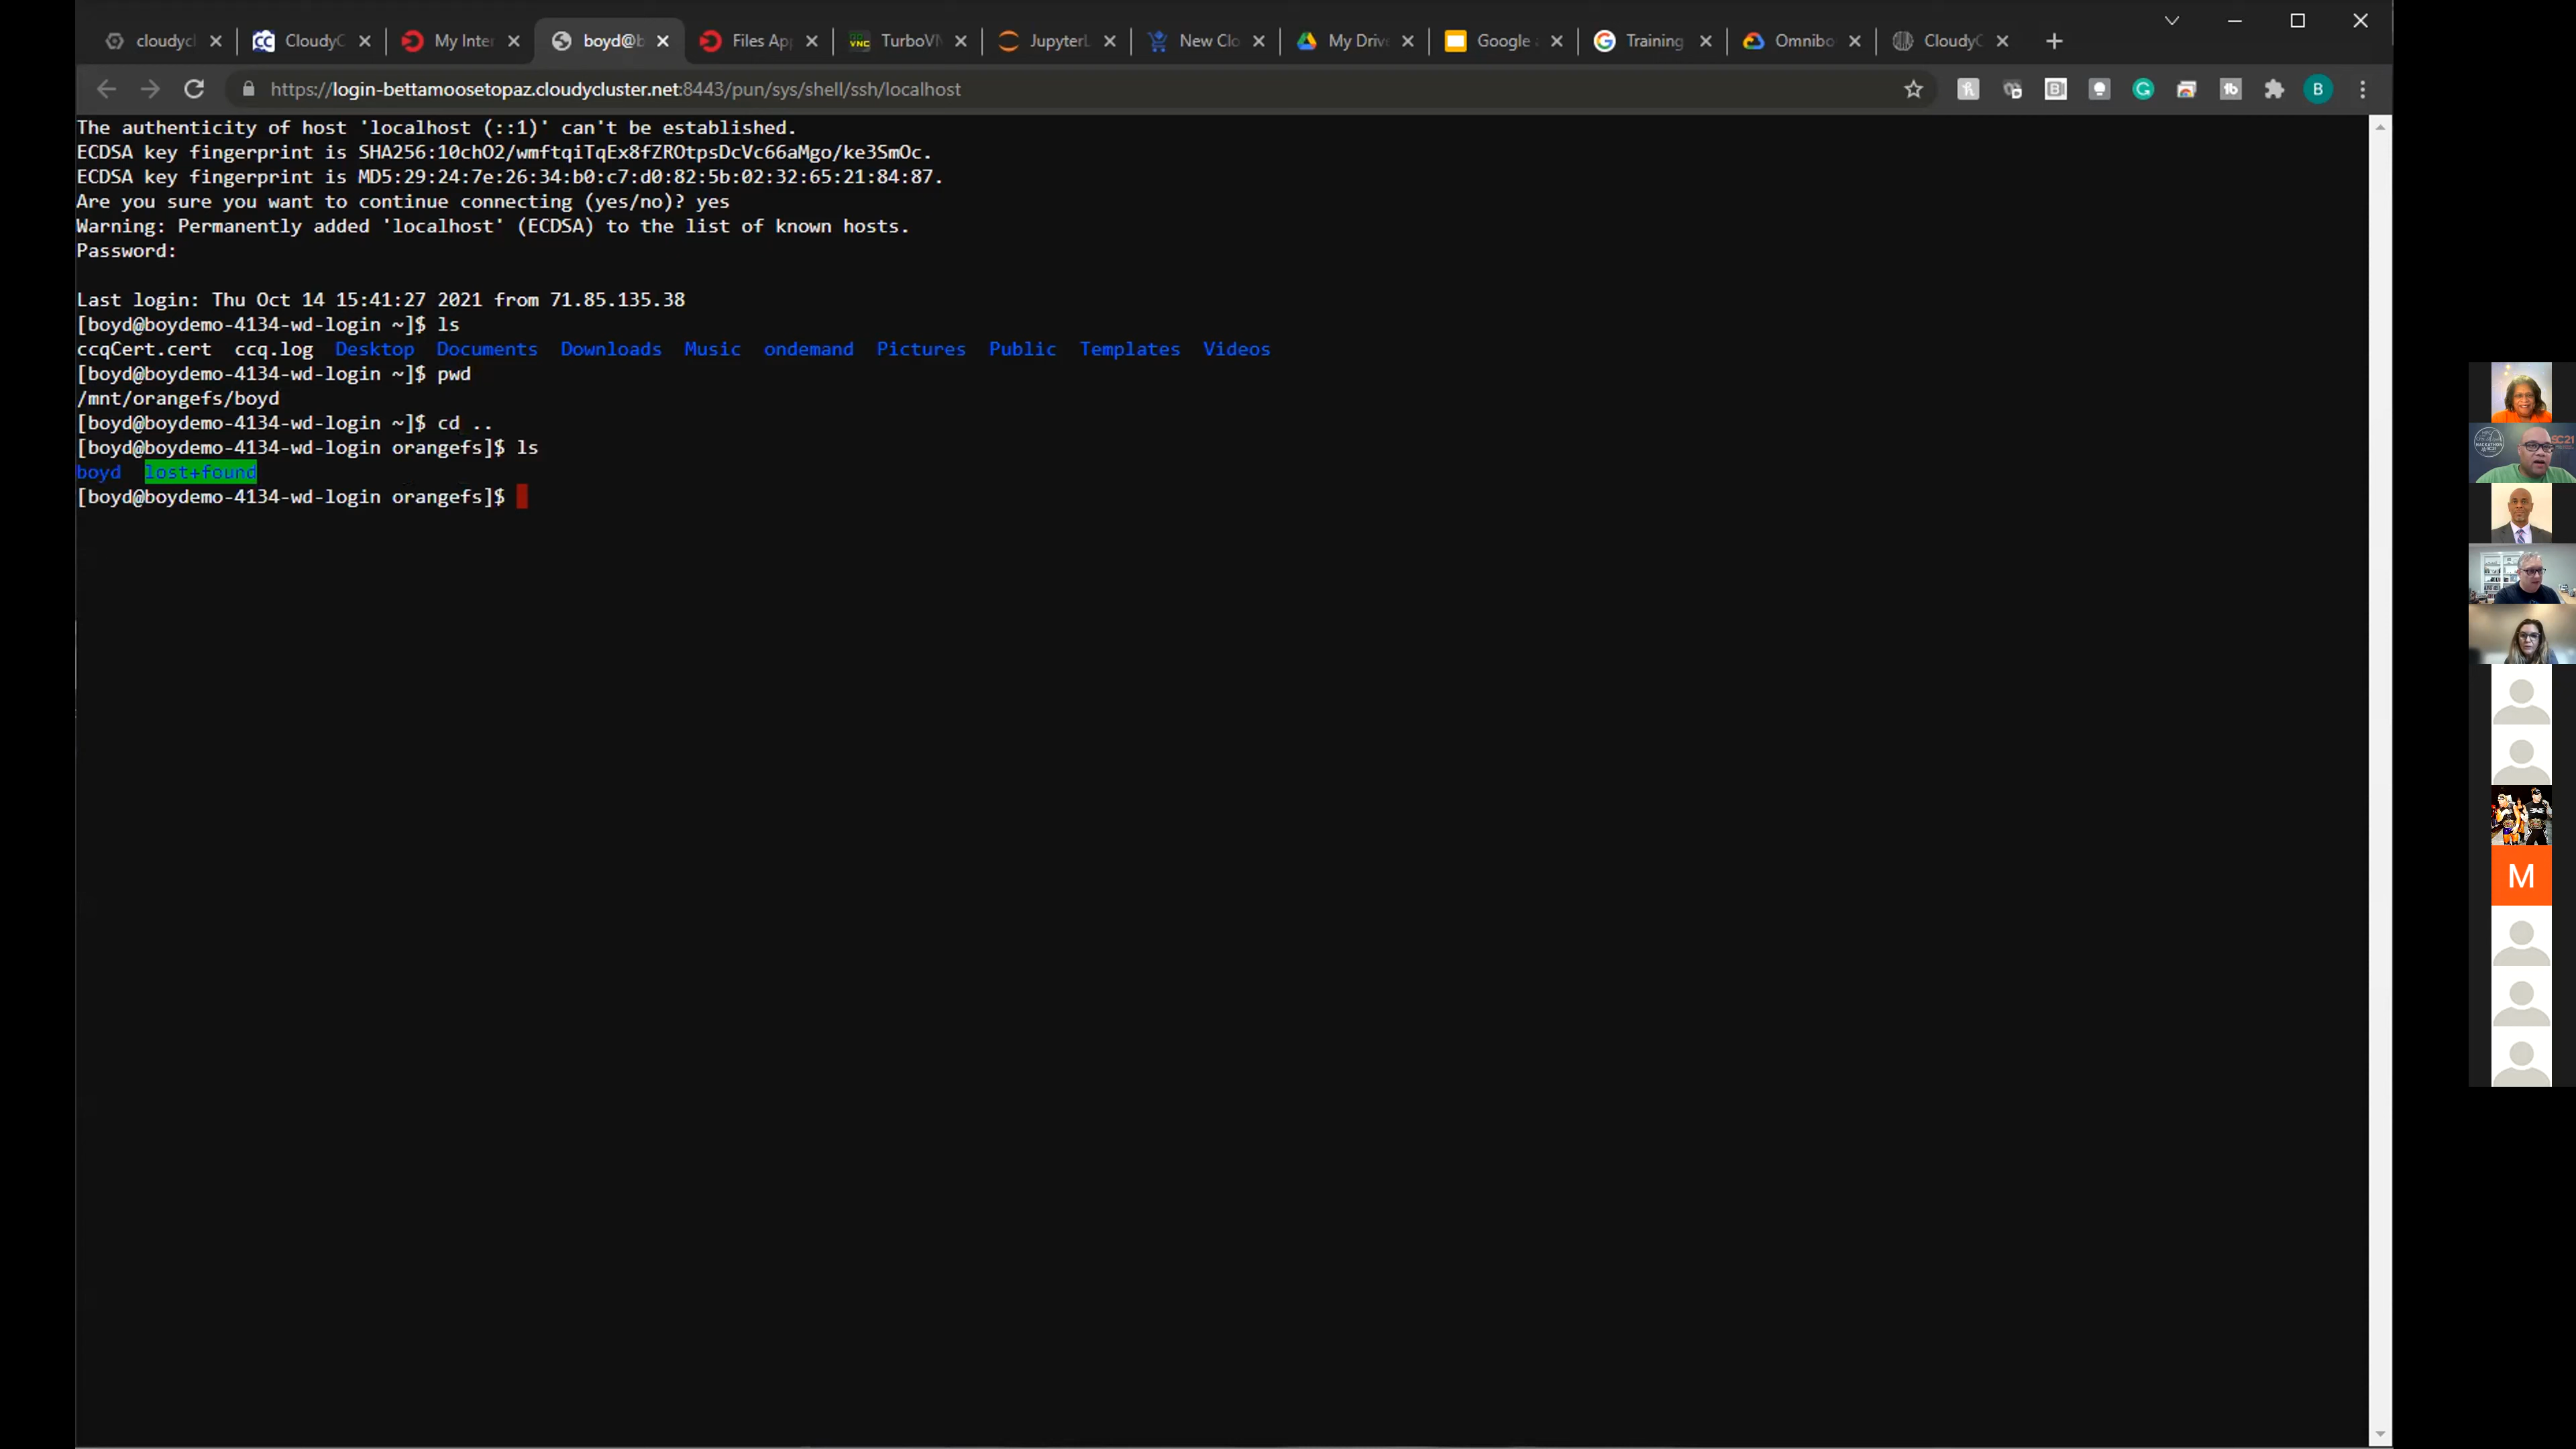 cloudycl
CloudyC
My Inter
boyd@b
Files App
TurboVN
JupyterL
New Clo
My Drive
Google
Training
Omnibo
CloudyC
https://login-bettamoosetopaz.cloudycluster.net:8443/pun/sys/shell/ssh/localhost
B
The authenticity of host 'localhost (::1)' can't be established.
ECDSA key fingerprint is SHA256:10chO2/wmftqiTqEx8fZROtpsDcVc66aMgo/ke3SmOc.
ECDSA key fingerprint is MD5:29:24:7e:26:34:b0:c7:d0:82:5b:02:32:65:21:84:87.
Are you sure you want to continue connecting (yes/no)? yes
Warning: Permanently added 'localhost' (ECDSA) to the list of known hosts.
Password:
Last login: Thu Oct 14 15:41:27 2021 from 71.85.135.38
[boyd@boydemo-4134-wd-login ~]$ ls
ccqCert.cert ccq.log Desktop Documents Downloads Music ondemand Pictures Public Templates Videos
[boyd@boydemo-4134-wd-login ~]$ pwd
/mnt/orangefs/boyd
[boyd@boydemo-4134-wd-login ~]$ cd ..
[boyd@boydemo-4134-wd-login orangefs]$ ls
boyd lost+found
[boyd@boydemo-4134-wd-login orangefs]$
SC21
M